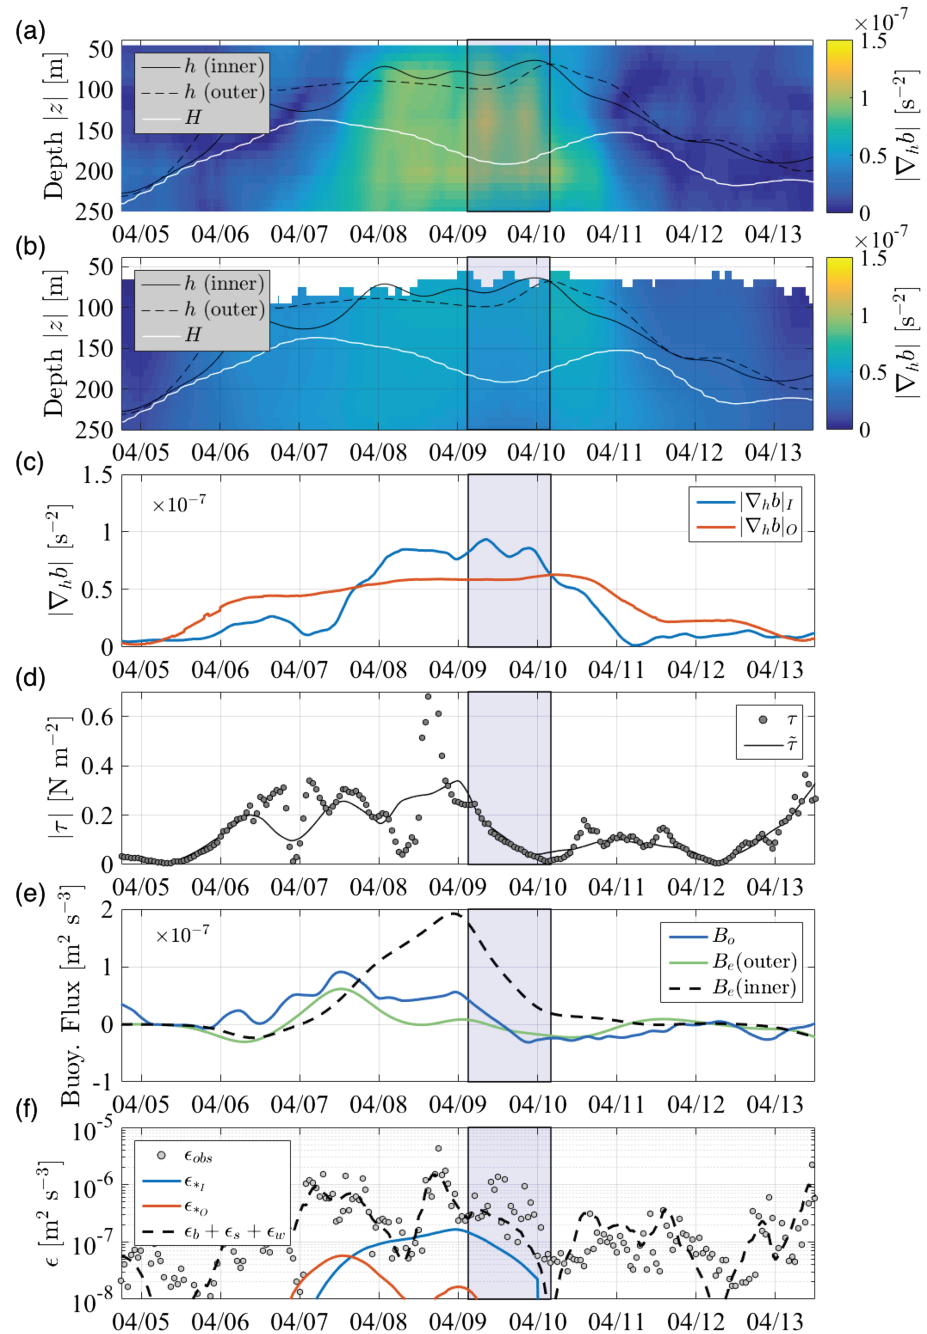 (a)
×10⁻⁷
50
100
150
200
250
Depth |z| [m]
h (inner)
h (outer)
H
1.5
1
0.5
0
|∇ₕb| [s⁻²]
04/05 04/06 04/07 04/08 04/09 04/10 04/11 04/12 04/13
(b)
×10⁻⁷
50
100
150
200
250
Depth |z| [m]
h (inner)
h (outer)
H
1.5
1
0.5
0
|∇ₕb| [s⁻²]
04/05 04/06 04/07 04/08 04/09 04/10 04/11 04/12 04/13
(c)
1.5
1
0.5
0
|∇ₕb| [s⁻²]
×10⁻⁷
|∇ₕb|_I
|∇ₕb|_O
04/05 04/06 04/07 04/08 04/09 04/10 04/11 04/12 04/13
(d)
0.6
0.4
0.2
0
|τ| [N m⁻²]
τ
τ̃
04/05 04/06 04/07 04/08 04/09 04/10 04/11 04/12 04/13
(e)
2
1
0
-1
Buoy. Flux [m² s⁻³]
×10⁻⁷
B_o
B_e(outer)
B_e(inner)
04/05 04/06 04/07 04/08 04/09 04/10 04/11 04/12 04/13
(f)
10⁻⁵
10⁻⁶
10⁻⁷
10⁻⁸
ϵ [m² s⁻³]
ϵ_obs
ϵ_*I
ϵ_*O
ϵ_b + ϵ_s + ϵ_w
04/05 04/06 04/07 04/08 04/09 04/10 04/11 04/12 04/13